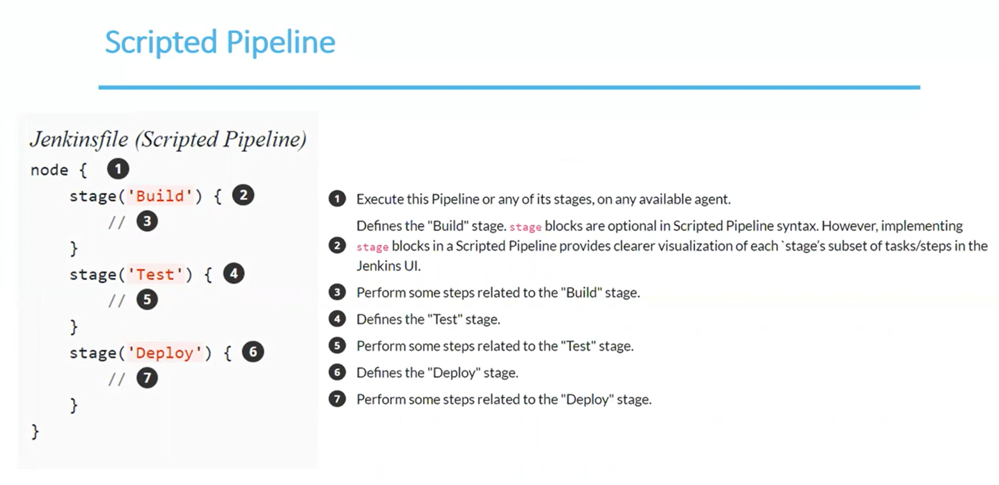 Scripted Pipeline
Jenkinsfile (Scripted Pipeline)
node { 1
stage('Build') { 2
// 3
}
stage('Test') { 4
// 5
}
stage('Deploy') { 6
// 7
}
}
1 Execute this Pipeline or any of its stages, on any available agent.
Defines the "Build" stage. stage blocks are optional in Scripted Pipeline syntax. However, implementing
2 stage blocks in a Scripted Pipeline provides clearer visualization of each `stage's subset of tasks/steps in the
Jenkins UI.
3 Perform some steps related to the "Build" stage.
4 Defines the "Test" stage.
5 Perform some steps related to the "Test" stage.
6 Defines the "Deploy" stage.
7 Perform some steps related to the "Deploy" stage.